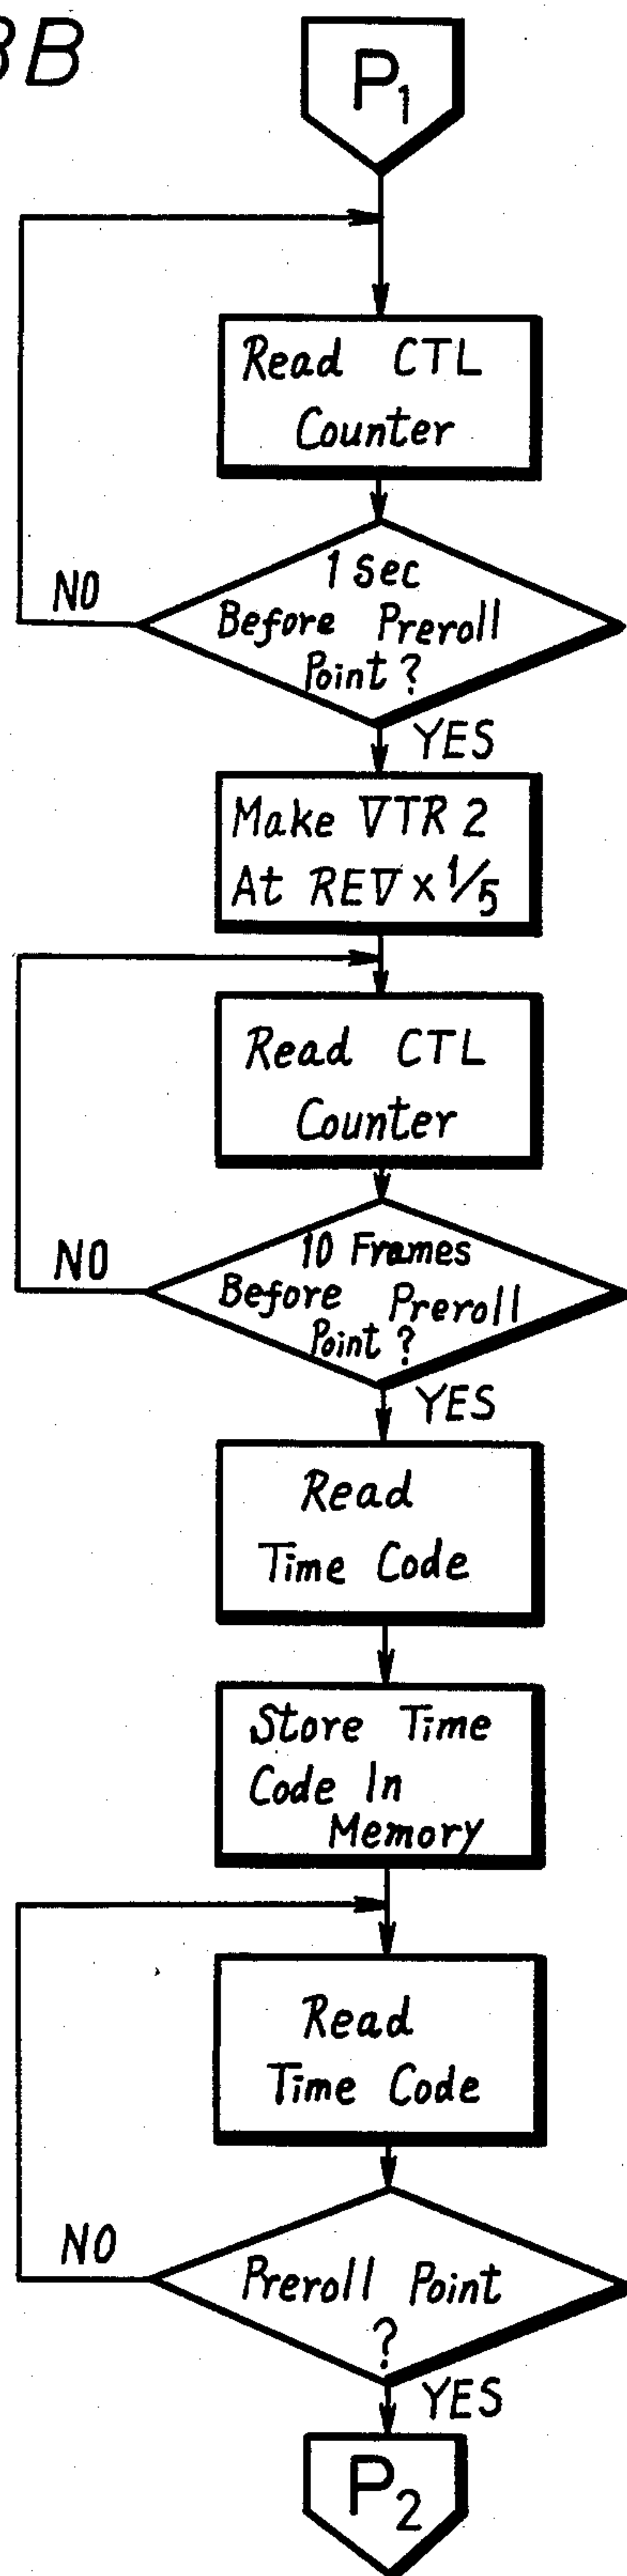 BB
P1
Read CTL
Counter
1 Sec
Before Preroll
Point?
NO
YES
Make VTR 2
At REV x 1/5
Read CTL
Counter
10 Frames
Before Preroll
Point?
NO
YES
Read
Time Code
Store Time
Code In
Memory
Read
Time Code
NO
Preroll Point
?
YES
P2